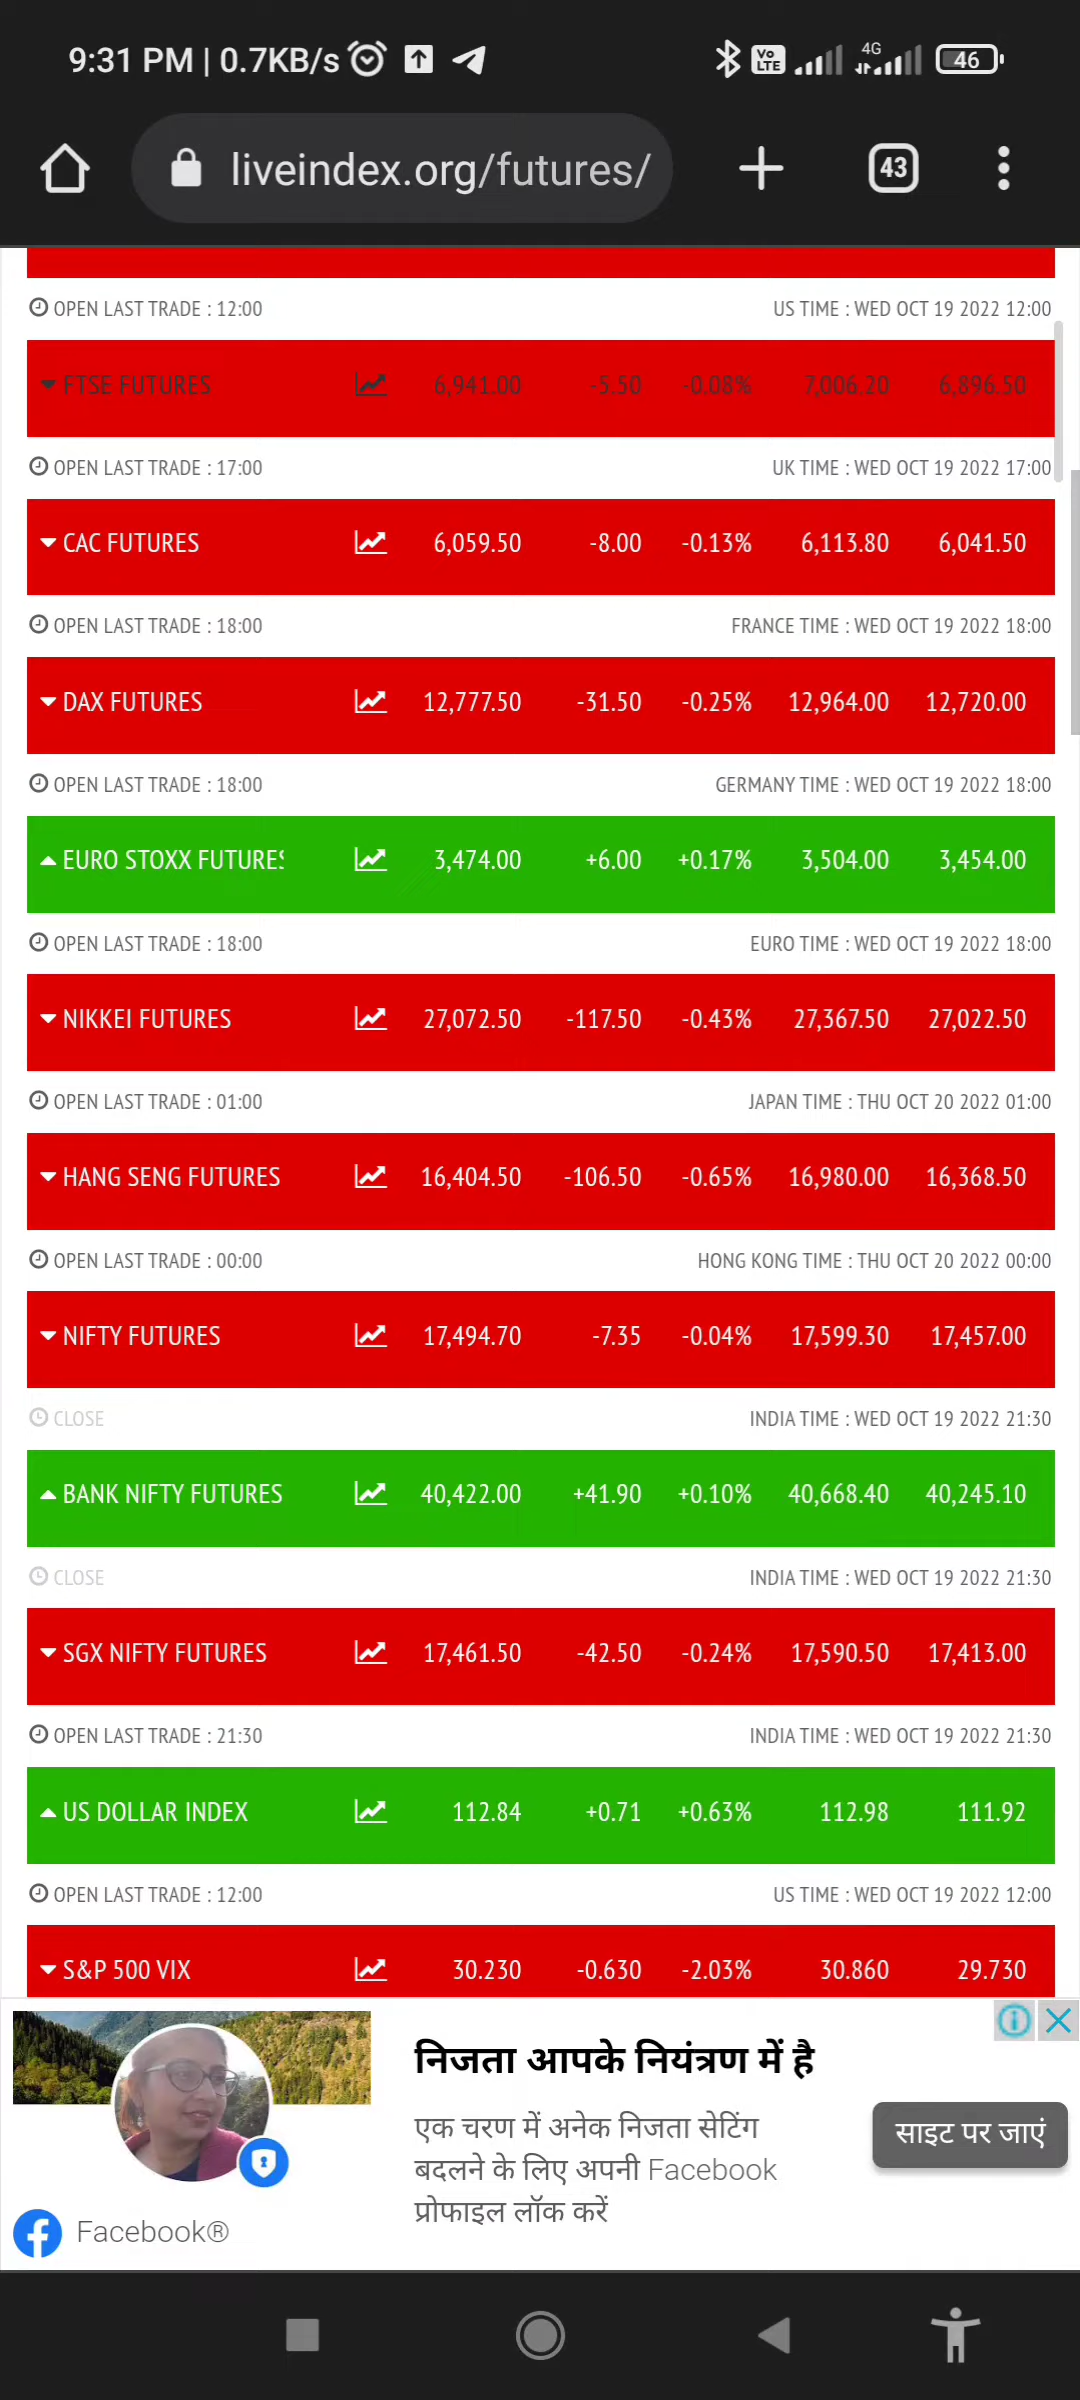 9:31 PM | 0.7KB/s Vo LTE 4G 46
liveindex.org/futures/ 43
OPEN LAST TRADE : 12:00 US TIME : WED OCT 19 2022 12:00
FTSE FUTURES 6,941.00 -5.50 -0.08% 7,006.20 6,896.50
OPEN LAST TRADE : 17:00 UK TIME : WED OCT 19 2022 17:00
CAC FUTURES 6,059.50 -8.00 -0.13% 6,113.80 6,041.50
OPEN LAST TRADE : 18:00 FRANCE TIME : WED OCT 19 2022 18:00
DAX FUTURES 12,777.50 -31.50 -0.25% 12,964.00 12,720.00
OPEN LAST TRADE : 18:00 GERMANY TIME : WED OCT 19 2022 18:00
EURO STOXX FUTURES 3,474.00 +6.00 +0.17% 3,504.00 3,454.00
OPEN LAST TRADE : 18:00 EURO TIME : WED OCT 19 2022 18:00
NIKKEI FUTURES 27,072.50 -117.50 -0.43% 27,367.50 27,022.50
OPEN LAST TRADE : 01:00 JAPAN TIME : THU OCT 20 2022 01:00
HANG SENG FUTURES 16,404.50 -106.50 -0.65% 16,980.00 16,368.50
OPEN LAST TRADE : 00:00 HONG KONG TIME : THU OCT 20 2022 00:00
NIFTY FUTURES 17,494.70 -7.35 -0.04% 17,599.30 17,457.00
CLOSE INDIA TIME : WED OCT 19 2022 21:30
BANK NIFTY FUTURES 40,422.00 +41.90 +0.10% 40,668.40 40,245.10
CLOSE INDIA TIME : WED OCT 19 2022 21:30
SGX NIFTY FUTURES 17,461.50 -42.50 -0.24% 17,590.50 17,413.00
OPEN LAST TRADE : 21:30 INDIA TIME : WED OCT 19 2022 21:30
US DOLLAR INDEX 112.84 +0.71 +0.63% 112.98 111.92
OPEN LAST TRADE : 12:00 US TIME : WED OCT 19 2022 12:00
S&P 500 VIX 30.230 -0.630 -2.03% 30.860 29.730
निजता आपके नियंत्रण में है
एक चरण में अनेक निजता सेटिंग
बदलने के लिए अपनी Facebook
प्रोफाइल लॉक करें
साइट पर जाएं
Facebook®